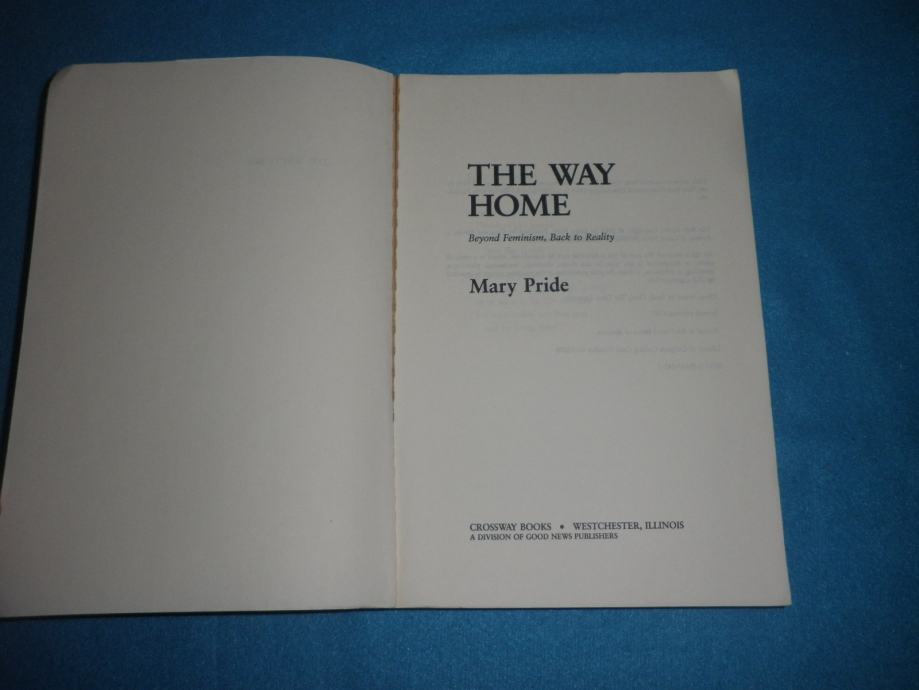 THE WAY
HOME
Beyond Feminism, Back to Reality
Mary Pride
CROSSWAY BOOKS • WESTCHESTER, ILLINOIS
A DIVISION OF GOOD NEWS PUBLISHERS